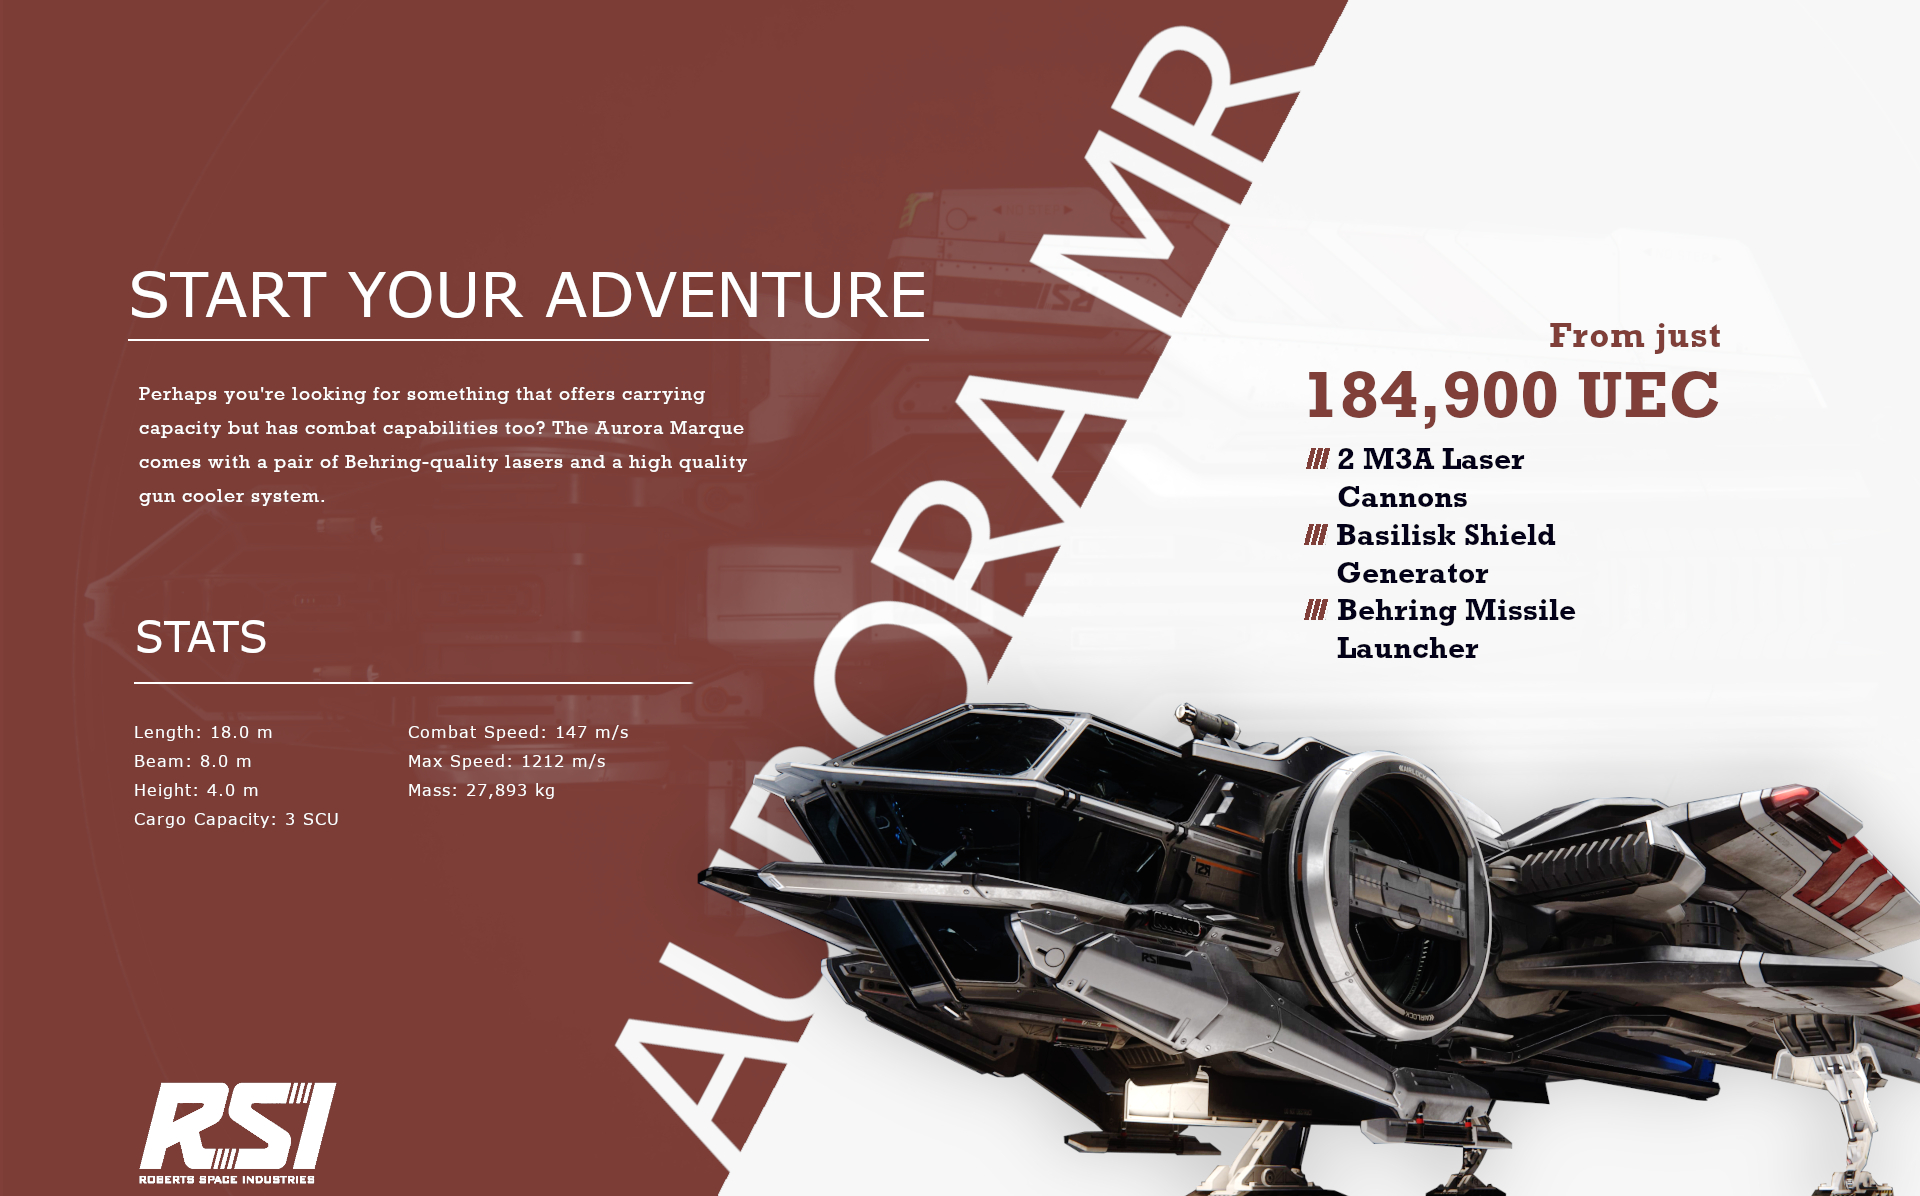 AURORA MR
START YOUR ADVENTURE
Perhaps you're looking for something that offers carrying
capacity but has combat capabilities too? The Aurora Marque
comes with a pair of Behring-quality lasers and a high quality
gun cooler system.
STATS
Length: 18.0 m
Beam: 8.0 m
Height: 4.0 m
Cargo Capacity: 3 SCU
Combat Speed: 147 m/s
Max Speed: 1212 m/s
Mass: 27,893 kg
From just
184,900 UEC
2 M3A Laser
Cannons
Basilisk Shield
Generator
Behring Missile
Launcher
RSI
AIRLOCK
AIRLOCK
RSI
ROBERTS SPACE INDUSTRIES